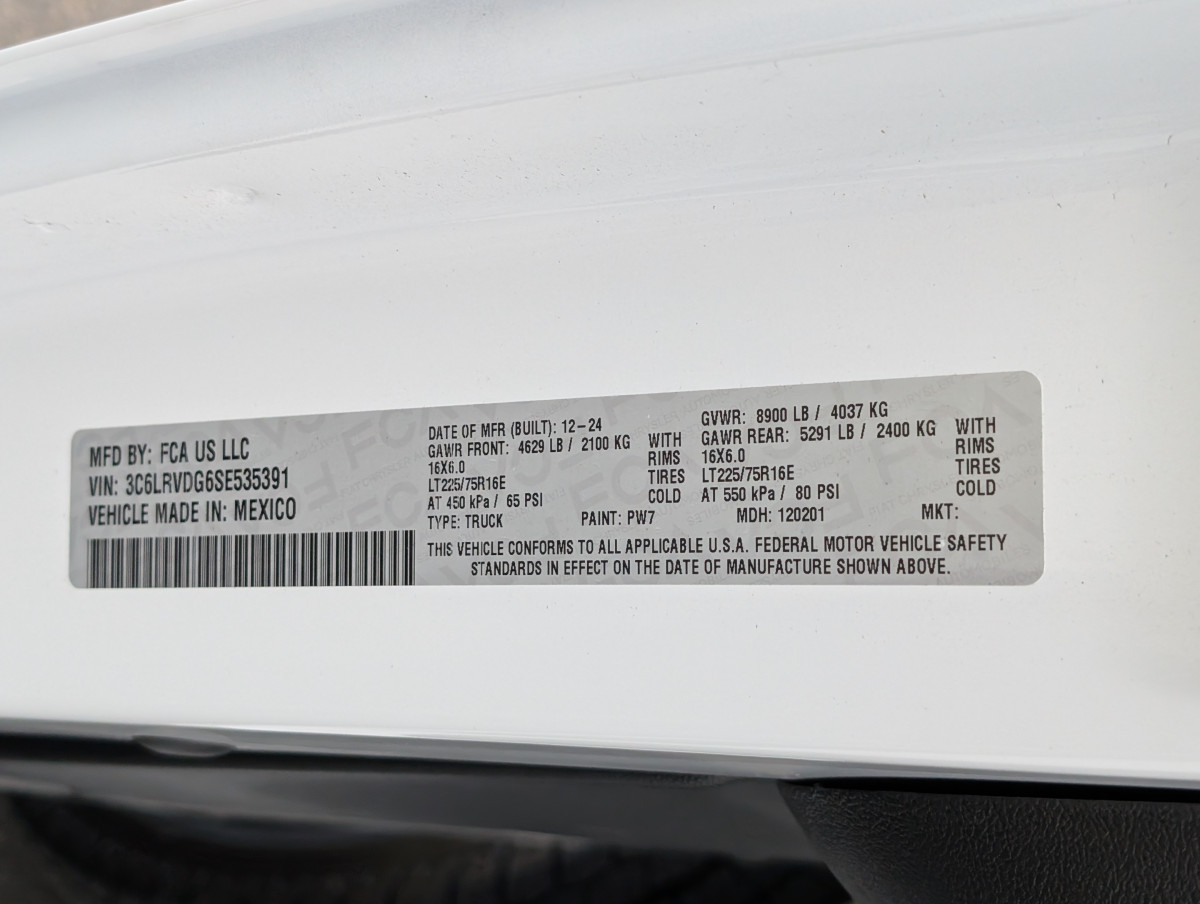 MFD BY: FCA US LLC
VIN: 3C6LRVDG6SE535391
VEHICLE MADE IN: MEXICO
DATE OF MFR (BUILT): 12-24
GAWR FRONT: 4629 LB / 2100 KG WITH
16X6.0 RIMS
LT225/75R16E TIRES
AT 450 kPa / 65 PSI COLD
GVWR: 8900 LB / 4037 KG
GAWR REAR: 5291 LB / 2400 KG WITH
16X6.0 RIMS
LT225/75R16E TIRES
AT 550 kPa / 80 PSI COLD
TYPE: TRUCK PAINT: PW7 MDH: 120201 MKT:
THIS VEHICLE CONFORMS TO ALL APPLICABLE U.S.A. FEDERAL MOTOR VEHICLE SAFETY
STANDARDS IN EFFECT ON THE DATE OF MANUFACTURE SHOWN ABOVE.